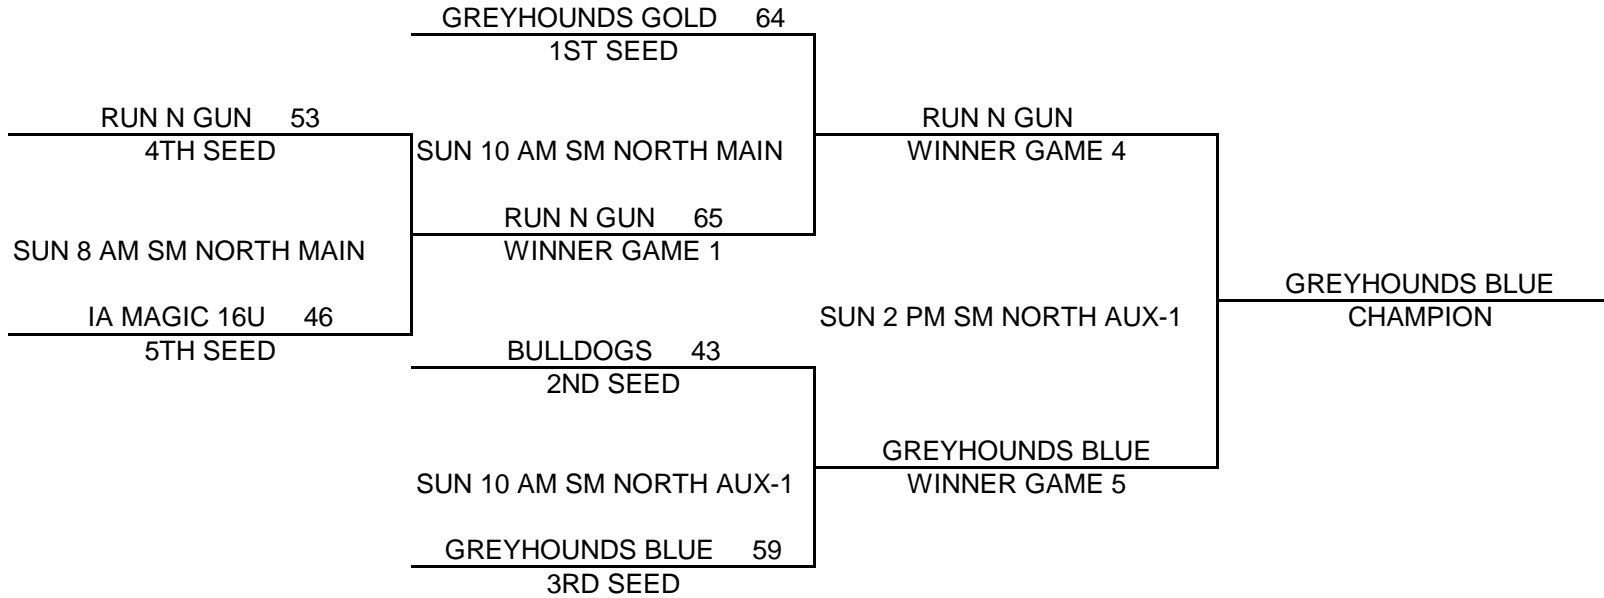 GREYHOUNDS GOLD 64
1ST SEED
RUN N GUN 53
4TH SEED
SUN 10 AM SM NORTH MAIN
RUN N GUN
WINNER GAME 4
RUN N GUN 65
WINNER GAME 1
SUN 8 AM SM NORTH MAIN
GREYHOUNDS BLUE
CHAMPION
IA MAGIC 16U 46
5TH SEED
SUN 2 PM SM NORTH AUX-1
BULLDOGS 43
2ND SEED
GREYHOUNDS BLUE
WINNER GAME 5
SUN 10 AM SM NORTH AUX-1
GREYHOUNDS BLUE 59
3RD SEED